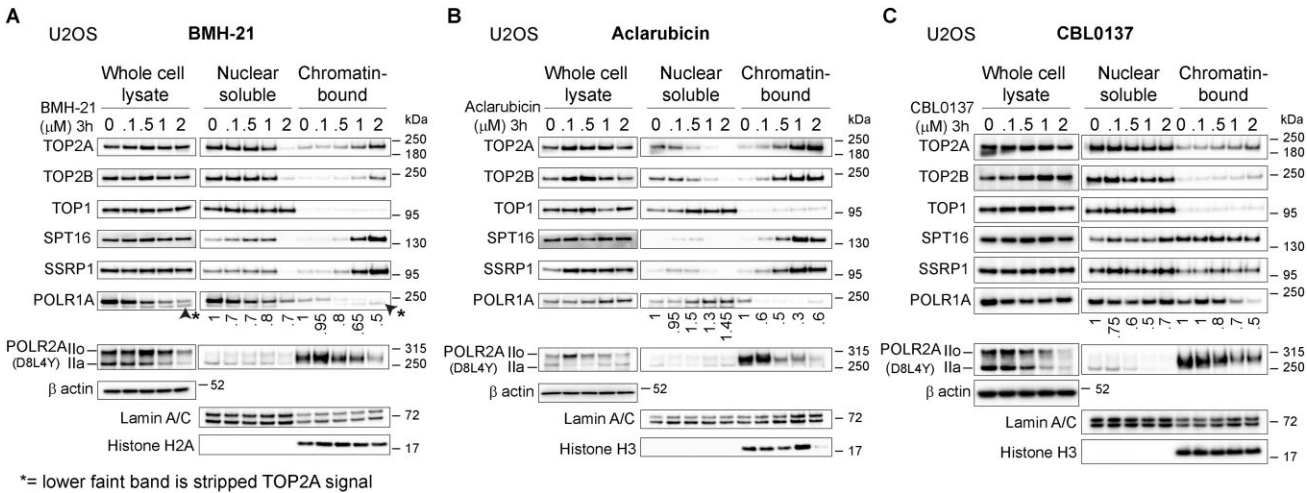 A
U2OS BMH-21
Whole cell lysate
Nuclear soluble
Chromatin-bound
BMH-21 (μM) 3h
0 .1 .5 1 2 0 .1 .5 1 2 0 .1 .5 1 2 kDa
TOP2A 250 180
TOP2B 250
TOP1 95
SPT16 130
SSRP1 95
POLR1A 250
*
1 .7 .7 .8 .7 1 .95 .8 .65 .5 *
POLR2A IIo 315
(D8L4Y) IIa 250
β actin 52
Lamin A/C 72
Histone H2A 17
*= lower faint band is stripped TOP2A signal
B
U2OS Aclarubicin
Whole cell lysate
Nuclear soluble
Chromatin-bound
Aclarubicin (μM) 3h
0 .1 .5 1 2 0 .1 .5 1 2 0 .1 .5 1 2 kDa
TOP2A 250 180
TOP2B 250
TOP1 95
SPT16 130
SSRP1 95
POLR1A 250
1 .95 1.5 1.3 1.45 1 .6 .5 .3 .6
POLR2A IIo 315
(D8L4Y) IIa 250
β actin 52
Lamin A/C 72
Histone H3 17
C
U2OS CBL0137
Whole cell lysate
Nuclear soluble
Chromatin-bound
CBL0137 (μM) 3h
0 .1 .5 1 2 0 .1 .5 1 2 0 .1 .5 1 2 kDa
TOP2A 250 180
TOP2B 250
TOP1 95
SPT16 130
SSRP1 95
POLR1A 250
1 .75 .6 .5 .7 1 1 .8 .7 .5
POLR2A IIo 315
(D8L4Y) IIa 250
β actin 52
Lamin A/C 72
Histone H3 17